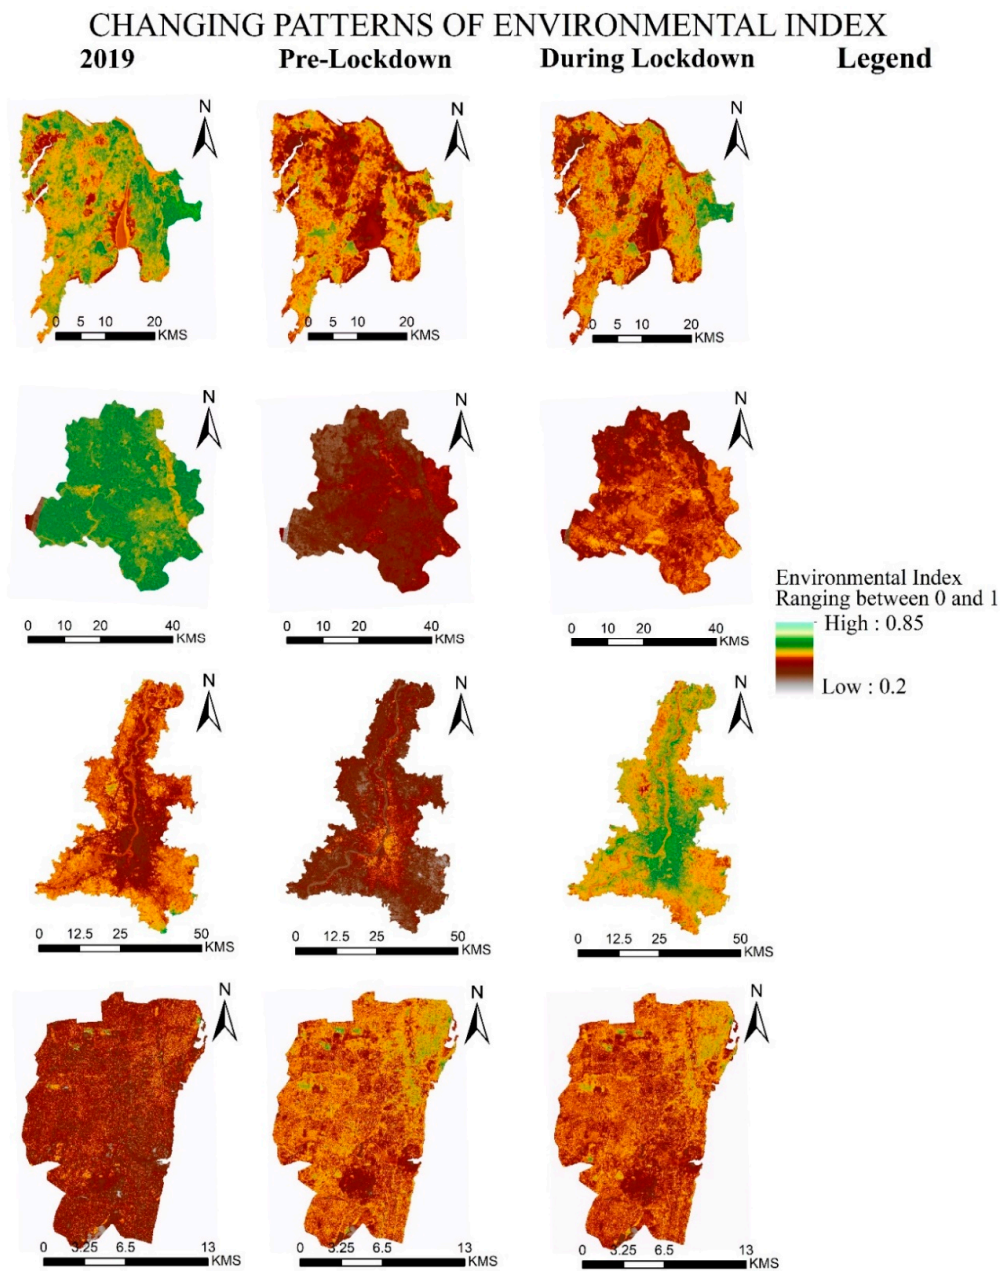 CHANGING PATTERNS OF ENVIRONMENTAL INDEX
2019 Pre-Lockdown During Lockdown Legend
N N N
0 5 10 20 KMS 0 5 10 20 KMS 0 5 10 20 KMS
N N N
0 10 20 40 KMS 0 10 20 40 KMS 0 10 20 40 KMS
Environmental Index
Ranging between 0 and 1
High : 0.85
Low : 0.2
N N N
0 12.5 25 50 KMS 0 12.5 25 50 KMS 0 12.5 25 50 KMS
N N N
0 3.25 6.5 13 KMS 0 3.25 6.5 13 KMS 0 3.25 6.5 13 KMS